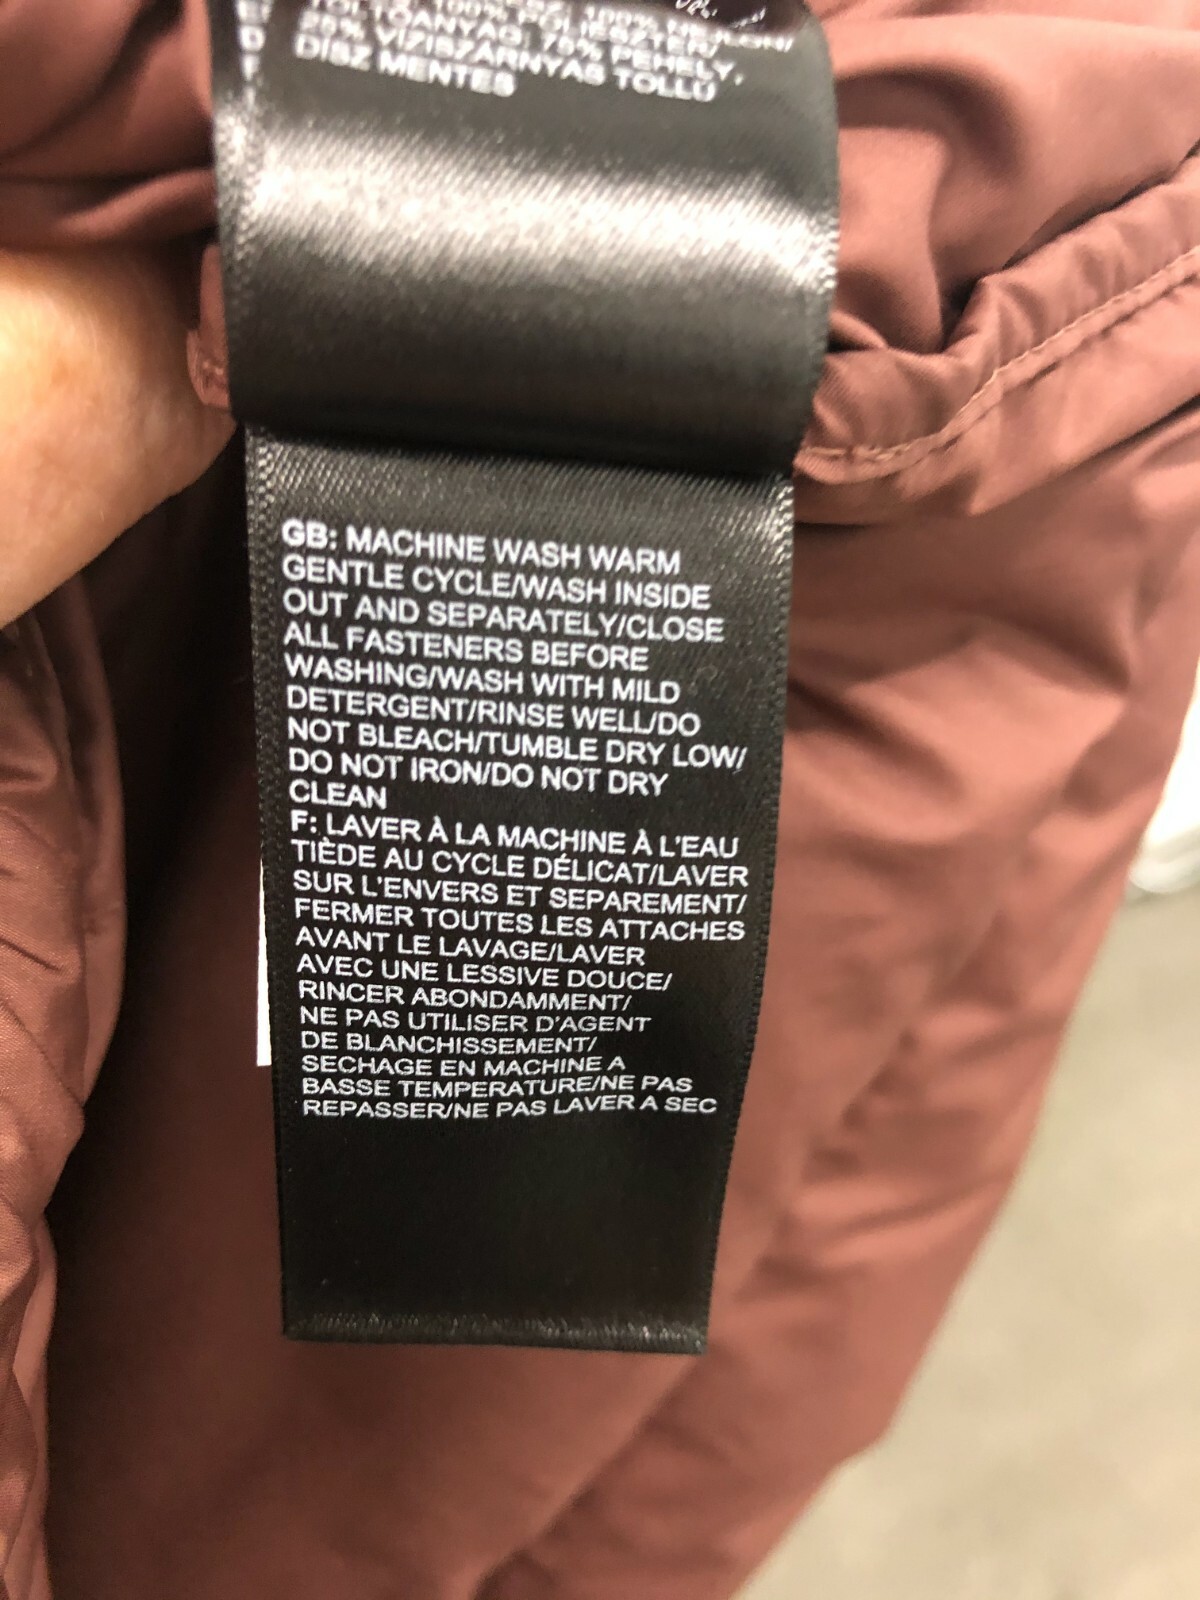 100% POLIESZTER/
25% VÍZISZÁRNYAS TOLLÚ
DÍSZ MENTES
GB: MACHINE WASH WARM
GENTLE CYCLE/WASH INSIDE
OUT AND SEPARATELY/CLOSE
ALL FASTENERS BEFORE
WASHING/WASH WITH MILD
DETERGENT/RINSE WELL/DO
NOT BLEACH/TUMBLE DRY LOW/
DO NOT IRON/DO NOT DRY
CLEAN
F: LAVER À LA MACHINE À L'EAU
TIÈDE AU CYCLE DÉLICAT/LAVER
SUR L'ENVERS ET SEPAREMENT/
FERMER TOUTES LES ATTACHES
AVANT LE LAVAGE/LAVER
AVEC UNE LESSIVE DOUCE/
RINCER ABONDAMMENT/
NE PAS UTILISER D'AGENT
DE BLANCHISSEMENT/
SECHAGE EN MACHINE A
BASSE TEMPERATURE/NE PAS
REPASSER/NE PAS LAVER A SEC